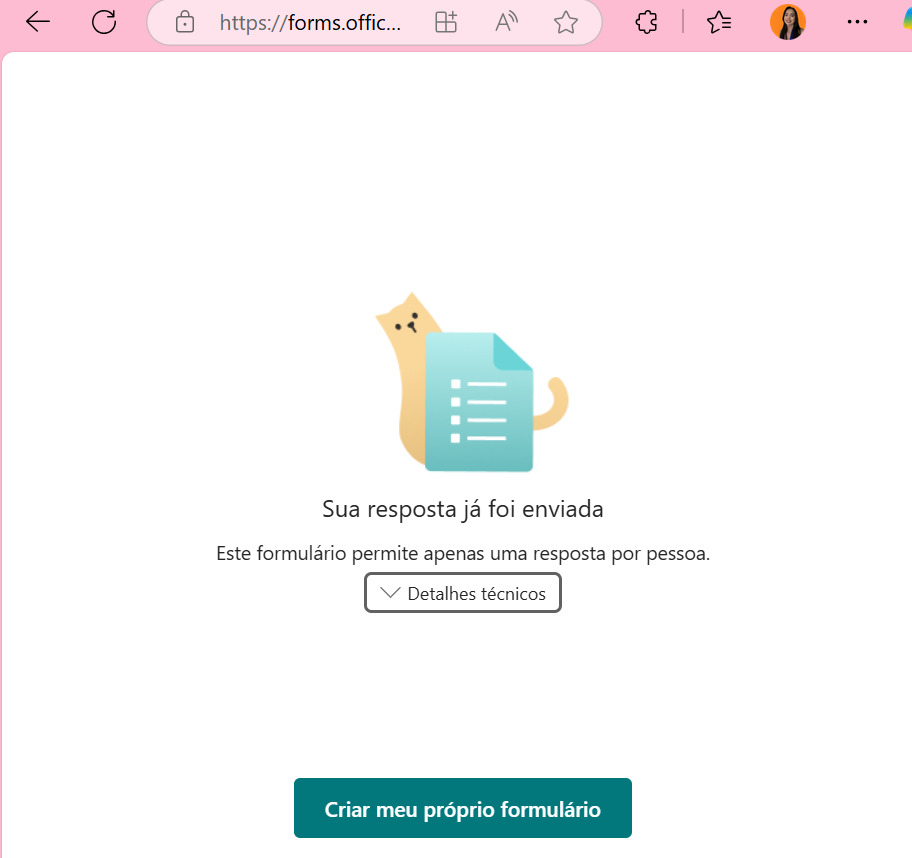 https://forms.offic...
Sua resposta já foi enviada
Este formulário permite apenas uma resposta por pessoa.
Detalhes técnicos
Criar meu próprio formulário